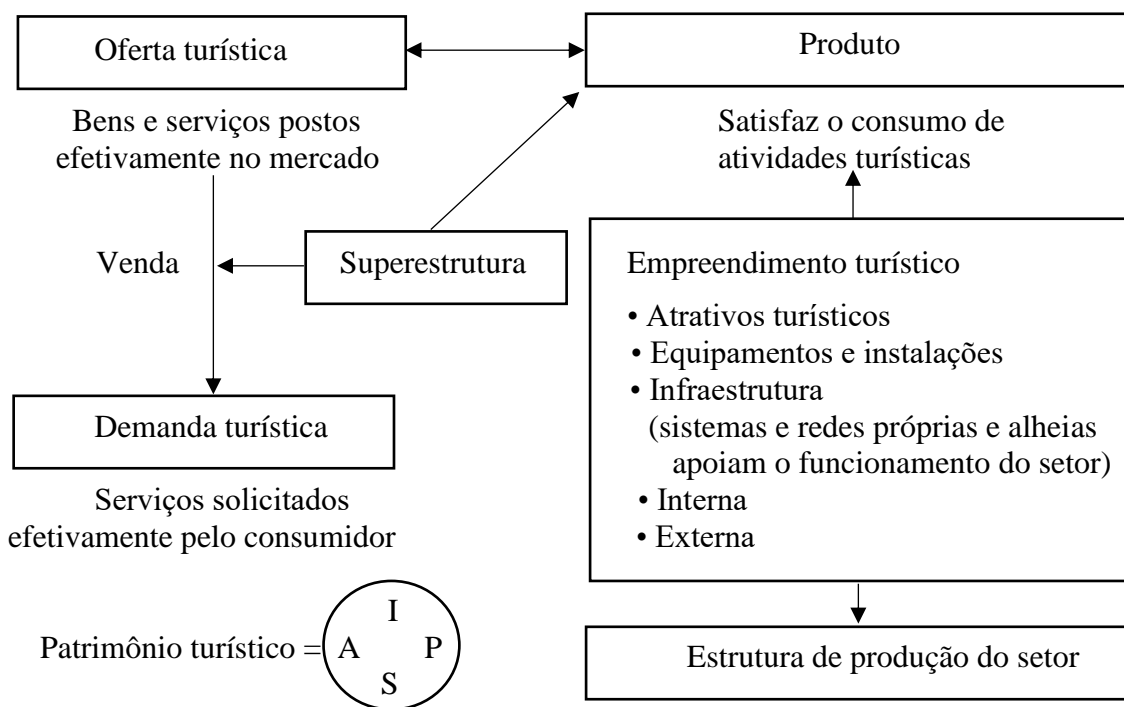 Oferta turística
Produto
Bens e serviços postos
efetivamente no mercado
Satisfaz o consumo de
atividades turísticas
Venda
Superestrutura
Empreendimento turístico
• Atrativos turísticos
• Equipamentos e instalações
• Infraestrutura
(sistemas e redes próprias e alheias
apoiam o funcionamento do setor)
• Interna
• Externa
Demanda turística
Serviços solicitados
efetivamente pelo consumidor
Patrimônio turístico =
I
A P
S
Estrutura de produção do setor